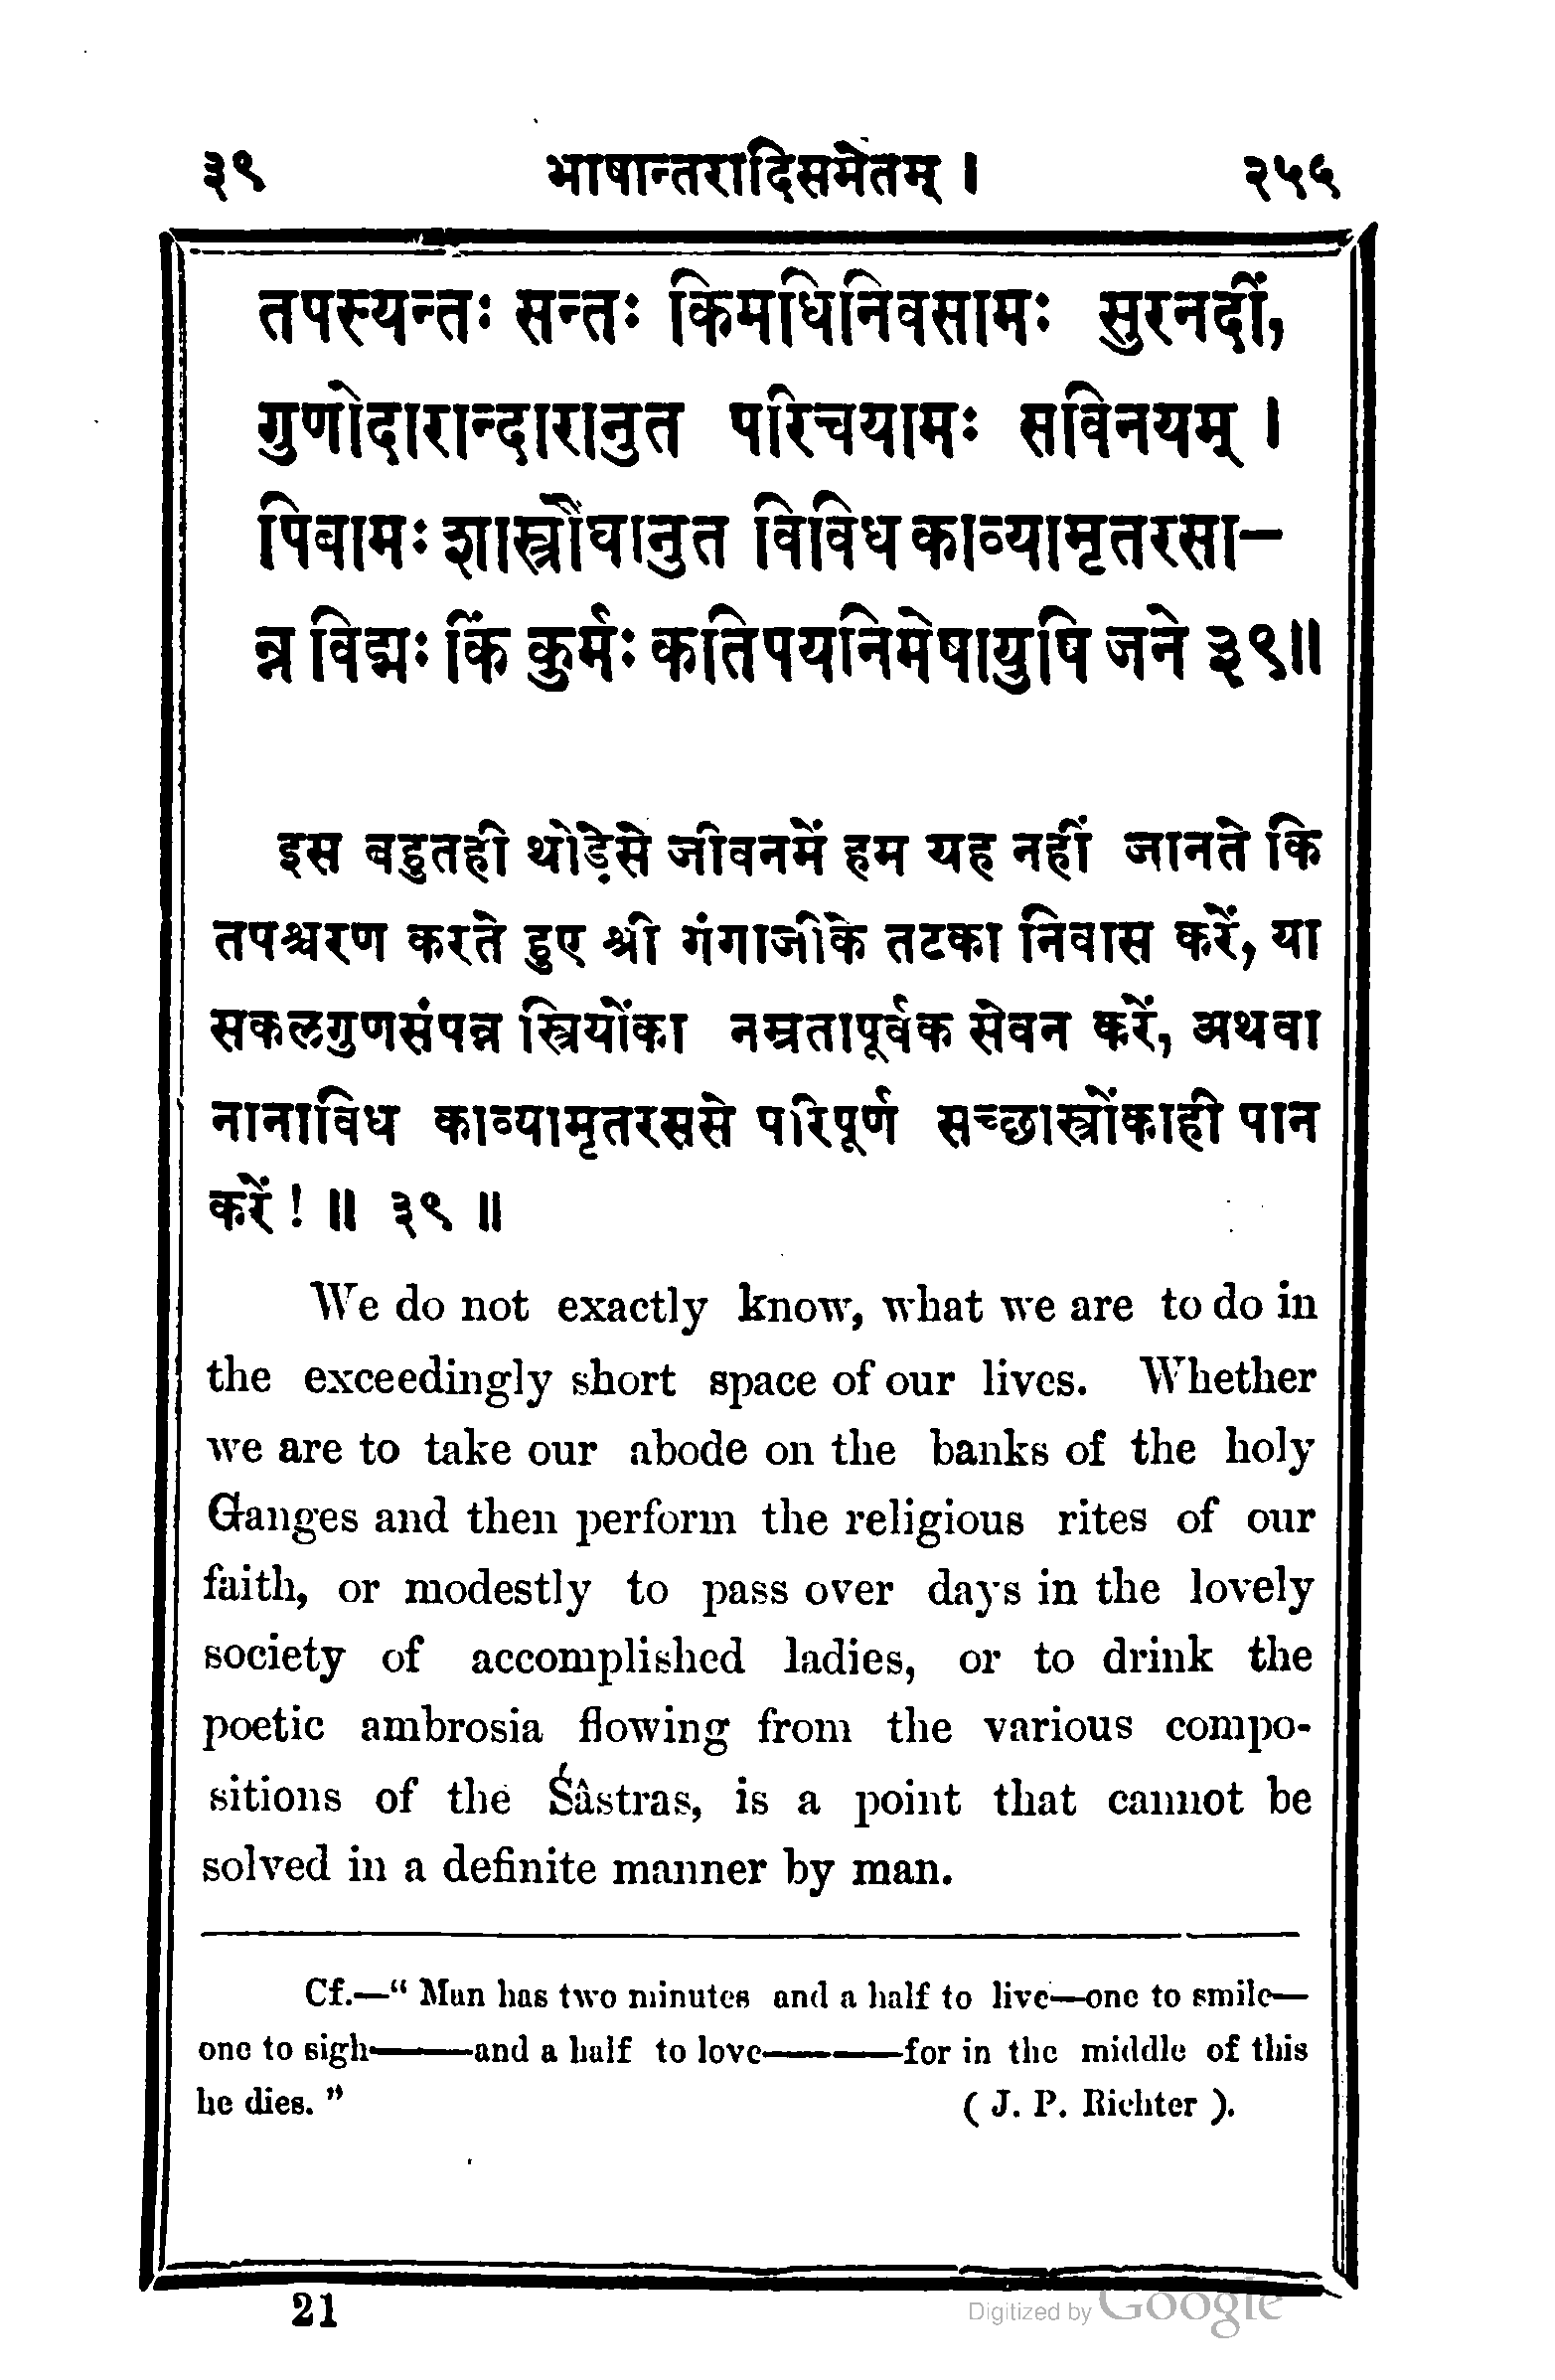 ३९ भाषान्तरादिसमेतम् । २५५
तपस्यन्तः सन्तः किमधिनिवसामः सुरनदीं,
गुणोदारान्दारानुत परिचयामः सविनयम् ।
पिबामः शास्त्रौघानुत विविधकाव्यामृतरसा-
न्न विद्मः किं कुर्मः कतिपयनिमेषायुषि जने ३९॥
इस बहुतही थोड़ेसे जीवनमें हम यह नहीं जानते कि
तपश्चरण करते हुए श्री गंगाजीके तटका निवास करें, या
सकलगुणसंपन्न स्त्रियोंका नम्रतापूर्वक सेवन करें, अथवा
नानाविध काव्यामृतरससे परिपूर्ण सच्छास्त्रोंकाही पान
करें ! ॥ ३९ ॥
We do not exactly know, what we are to do in
the exceedingly short space of our lives. Whether
we are to take our abode on the banks of the holy
Ganges and then perform the religious rites of our
faith, or modestly to pass over days in the lovely
society of accomplished ladies, or to drink the
poetic ambrosia flowing from the various compo-
sitions of the Śâstras, is a point that cannot be
solved in a definite manner by man.
Cf.—“ Man has two minutes and a half to live—one to smile—
one to sigh———and a half to love————for in the middle of this
he dies. ” ( J. P. Richter ).
21
Digitized by Google